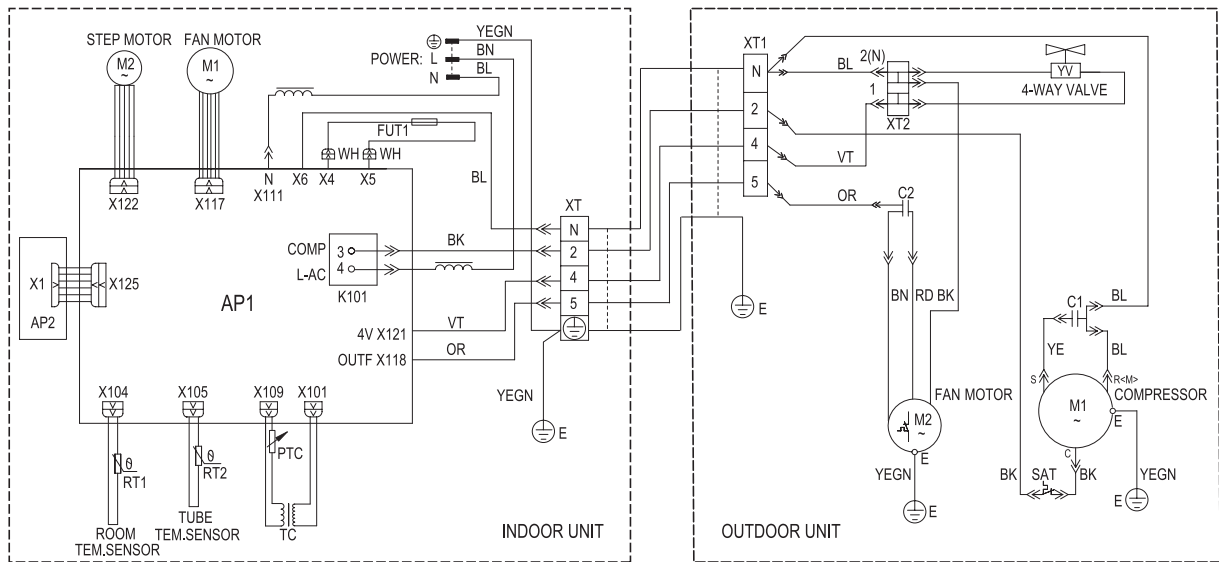 STEP MOTOR
FAN MOTOR
M2
~
M1
~
POWER:
L
N
YEGN
BN
BL
FUT1
WH
WH
N
X111
X6
X4
X5
BL
X122
X117
X1
AP2
X125
AP1
COMP
3
L-AC
4
K101
BK
4V X121
VT
OUTF X118
OR
XT
N
2
4
5
YEGN
E
X104
X105
X109
X101
θ
RT1
θ
RT2
PTC
TC
ROOM
TEM.SENSOR
TUBE
TEM.SENSOR
INDOOR UNIT
XT1
N
2
4
5
BL
2(N)
1
XT2
YV
4-WAY VALVE
VT
OR
C2
E
BN
RD
BK
FAN MOTOR
M2
~
E
YEGN
E
C1
BL
YE
BL
S
R<M>
COMPRESSOR
M1
~
E
C
BK
SAT
BK
YEGN
E
OUTDOOR UNIT